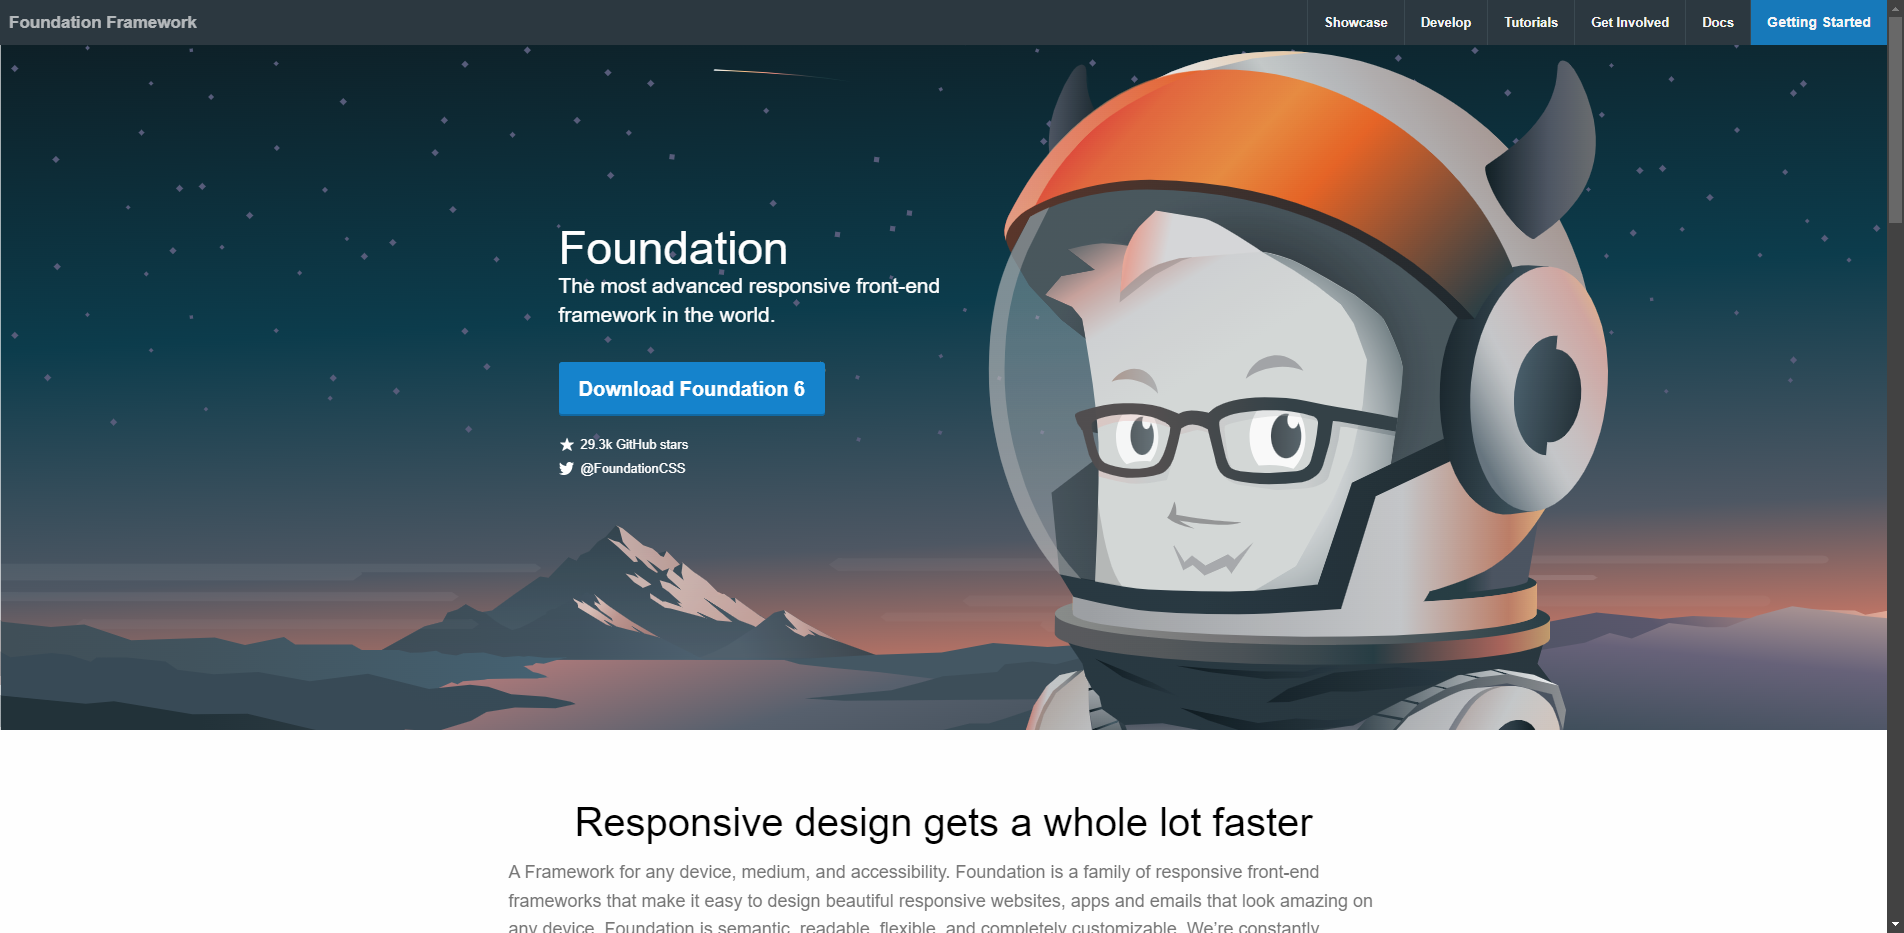 Foundation Framework
Showcase
Develop
Tutorials
Get Involved
Docs
Getting Started
Foundation
The most advanced responsive front-end
framework in the world.
Download Foundation 6
29.3k GitHub stars
@FoundationCSS
Responsive design gets a whole lot faster
A Framework for any device, medium, and accessibility. Foundation is a family of responsive front-end
frameworks that make it easy to design beautiful responsive websites, apps and emails that look amazing on
any device. Foundation is semantic, readable, flexible, and completely customizable. We’re constantly